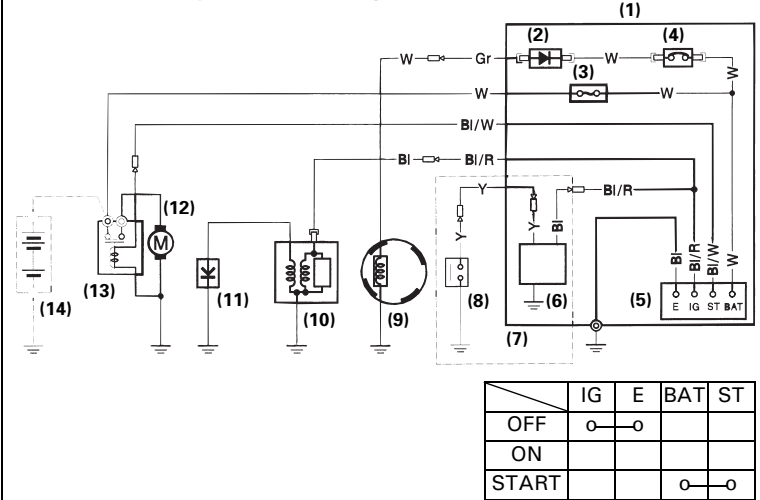 (1)
(2)
(4)
W
Gr
W
W
(3)
W
W
Bl/W
Bl
Bl/R
Y
Bl/R
(12)
M
Y
Y
Bl
Bl
Bl/R
Bl/W
W
(14)
(13)
(11)
(10)
(9)
(8)
(6)
(5)
E IG ST BAT
(7)
IG E BAT ST
OFF o—o
ON
START o—o